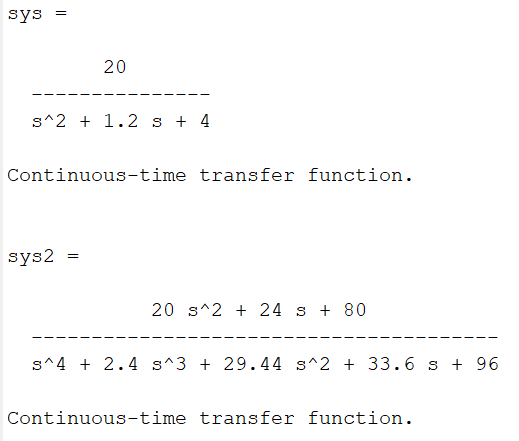 sys =
20
---------------
s^2 + 1.2 s + 4
Continuous-time transfer function.
sys2 =
20 s^2 + 24 s + 80
---------------------------------------
s^4 + 2.4 s^3 + 29.44 s^2 + 33.6 s + 96
Continuous-time transfer function.